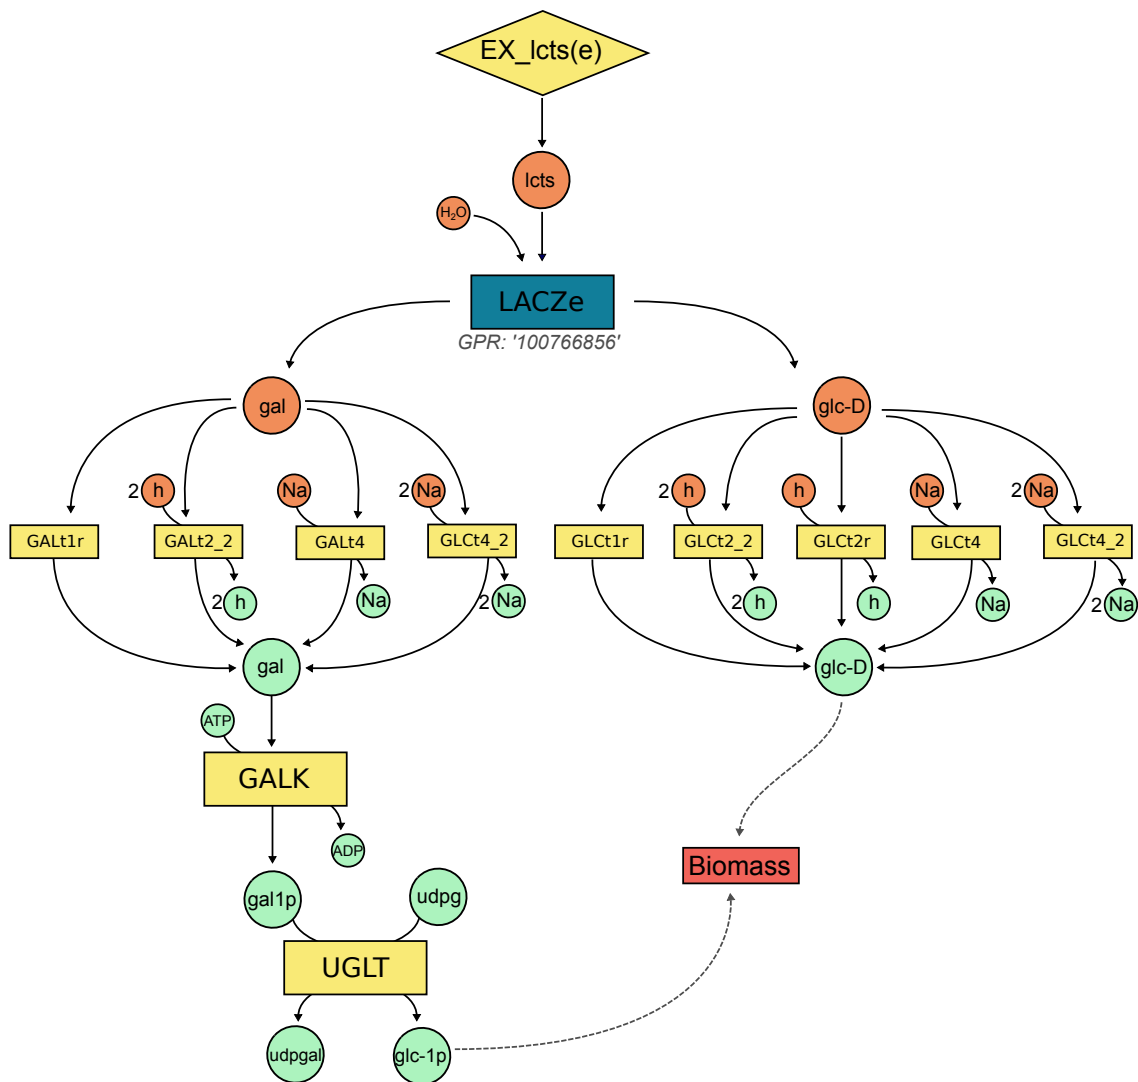 EX_lcts(e)
lcts
H₂O
LACZe
GPR: '100766856'
gal
glc-D
2 h
Na
2 Na
2 h
h
Na
2 Na
GALt1r
GALt2_2
GALt4
GLCt4_2
GLCt1r
GLCt2_2
GLCt2r
GLCt4
GLCt4_2
2 h
Na
2 Na
2 h
h
Na
2 Na
gal
glc-D
ATP
GALK
ADP
Biomass
gal1p
udpg
UGLT
udpgal
glc-1p